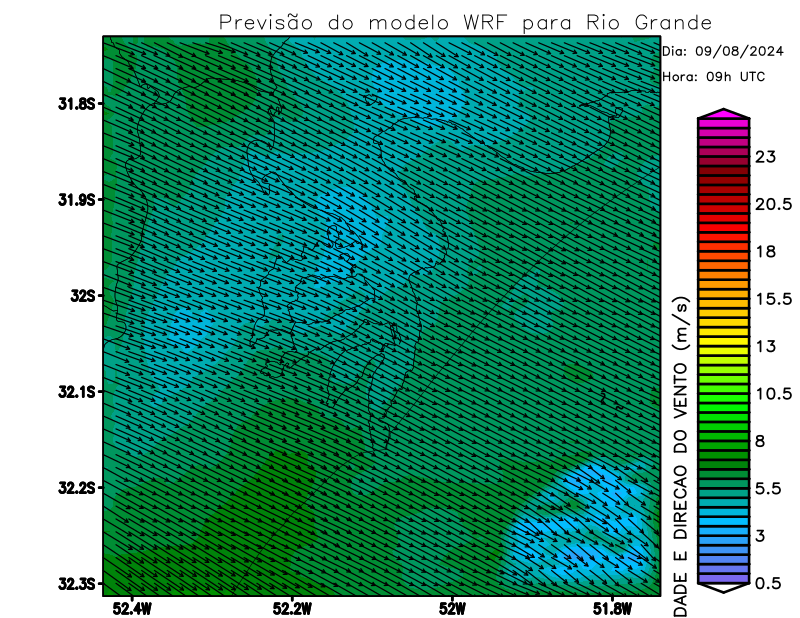 Previsão do modelo WRF para Rio Grande
Dia: 09/08/2024
Hora: 09h UTC
31.8S
31.9S
32S
32.1S
32.2S
32.3S
52.4W
52.2W
52W
51.8W
23
20.5
18
15.5
13
10.5
8
5.5
3
0.5
DADE E DIRECAO DO VENTO (m/s)